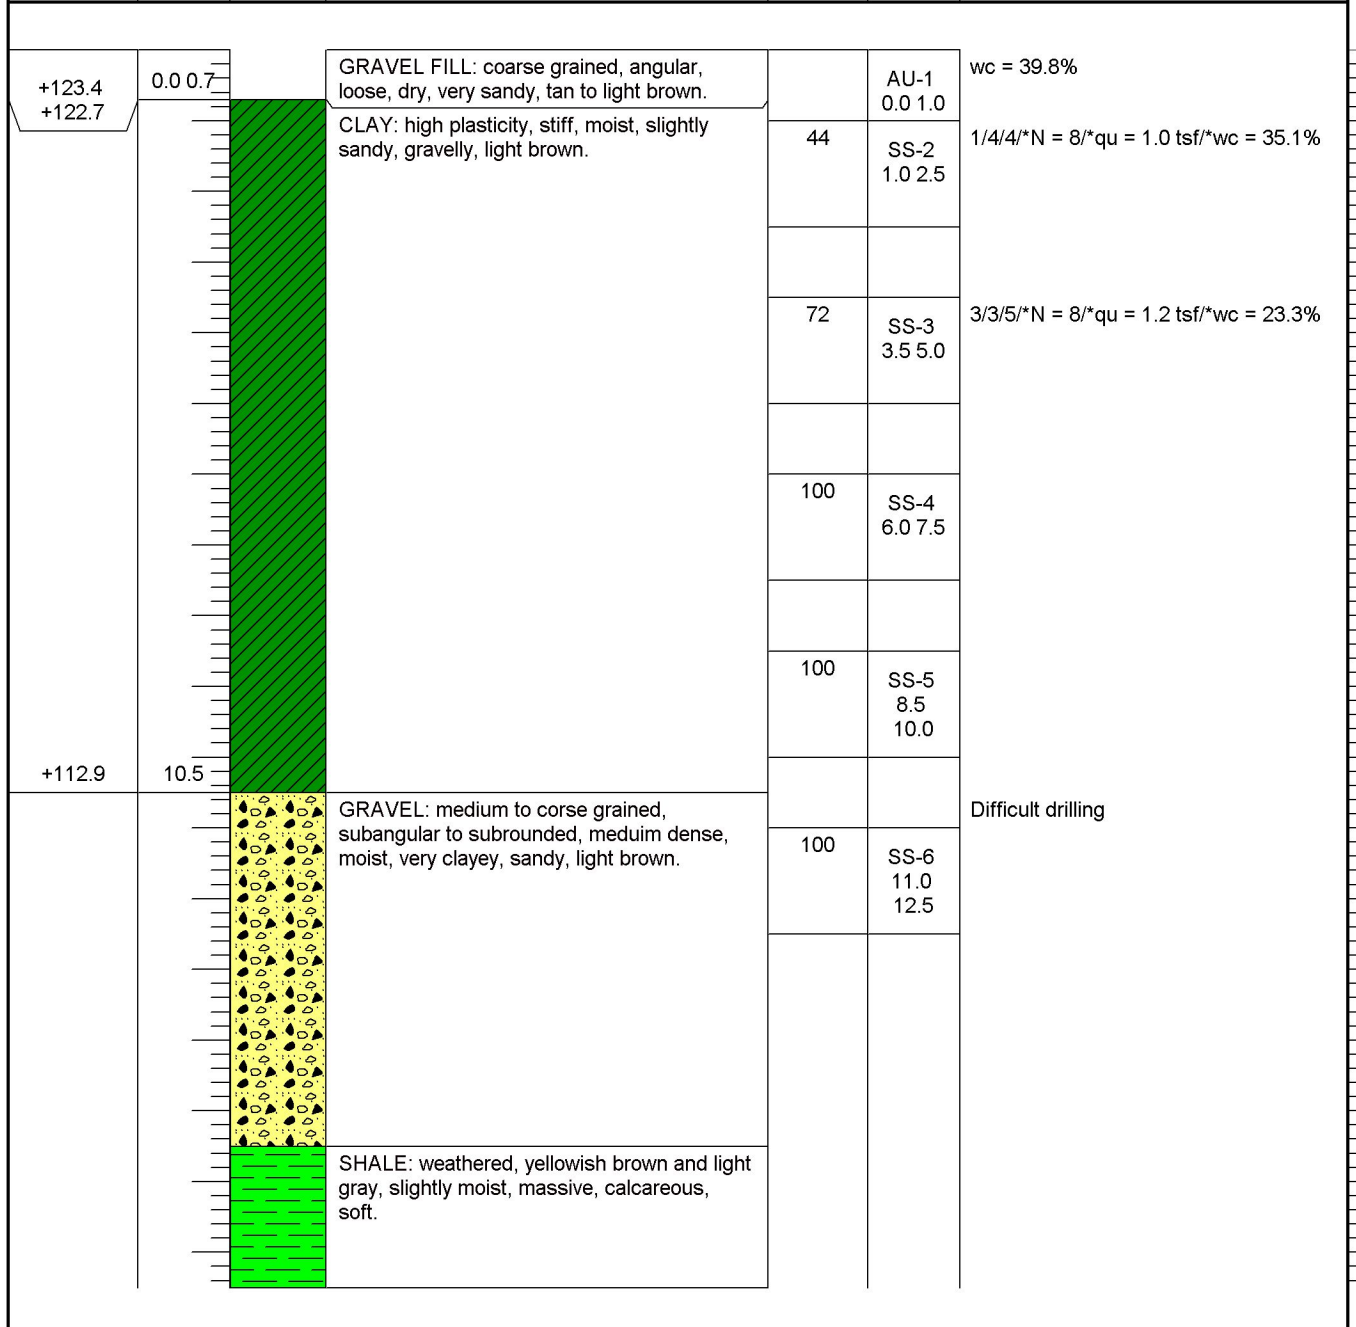 +123.4
+122.7
0.0 0.7
GRAVEL FILL: coarse grained, angular,
loose, dry, very sandy, tan to light brown.
AU-1
0.0 1.0
wc = 39.8%
CLAY: high plasticity, stiff, moist, slightly
sandy, gravelly, light brown.
44
SS-2
1.0 2.5
1/4/4/*N = 8/*qu = 1.0 tsf/*wc = 35.1%
72
SS-3
3.5 5.0
3/3/5/*N = 8/*qu = 1.2 tsf/*wc = 23.3%
100
SS-4
6.0 7.5
100
SS-5
8.5
10.0
+112.9
10.5
GRAVEL: medium to corse grained,
subangular to subrounded, meduim dense,
moist, very clayey, sandy, light brown.
Difficult drilling
100
SS-6
11.0
12.5
SHALE: weathered, yellowish brown and light
gray, slightly moist, massive, calcareous,
soft.